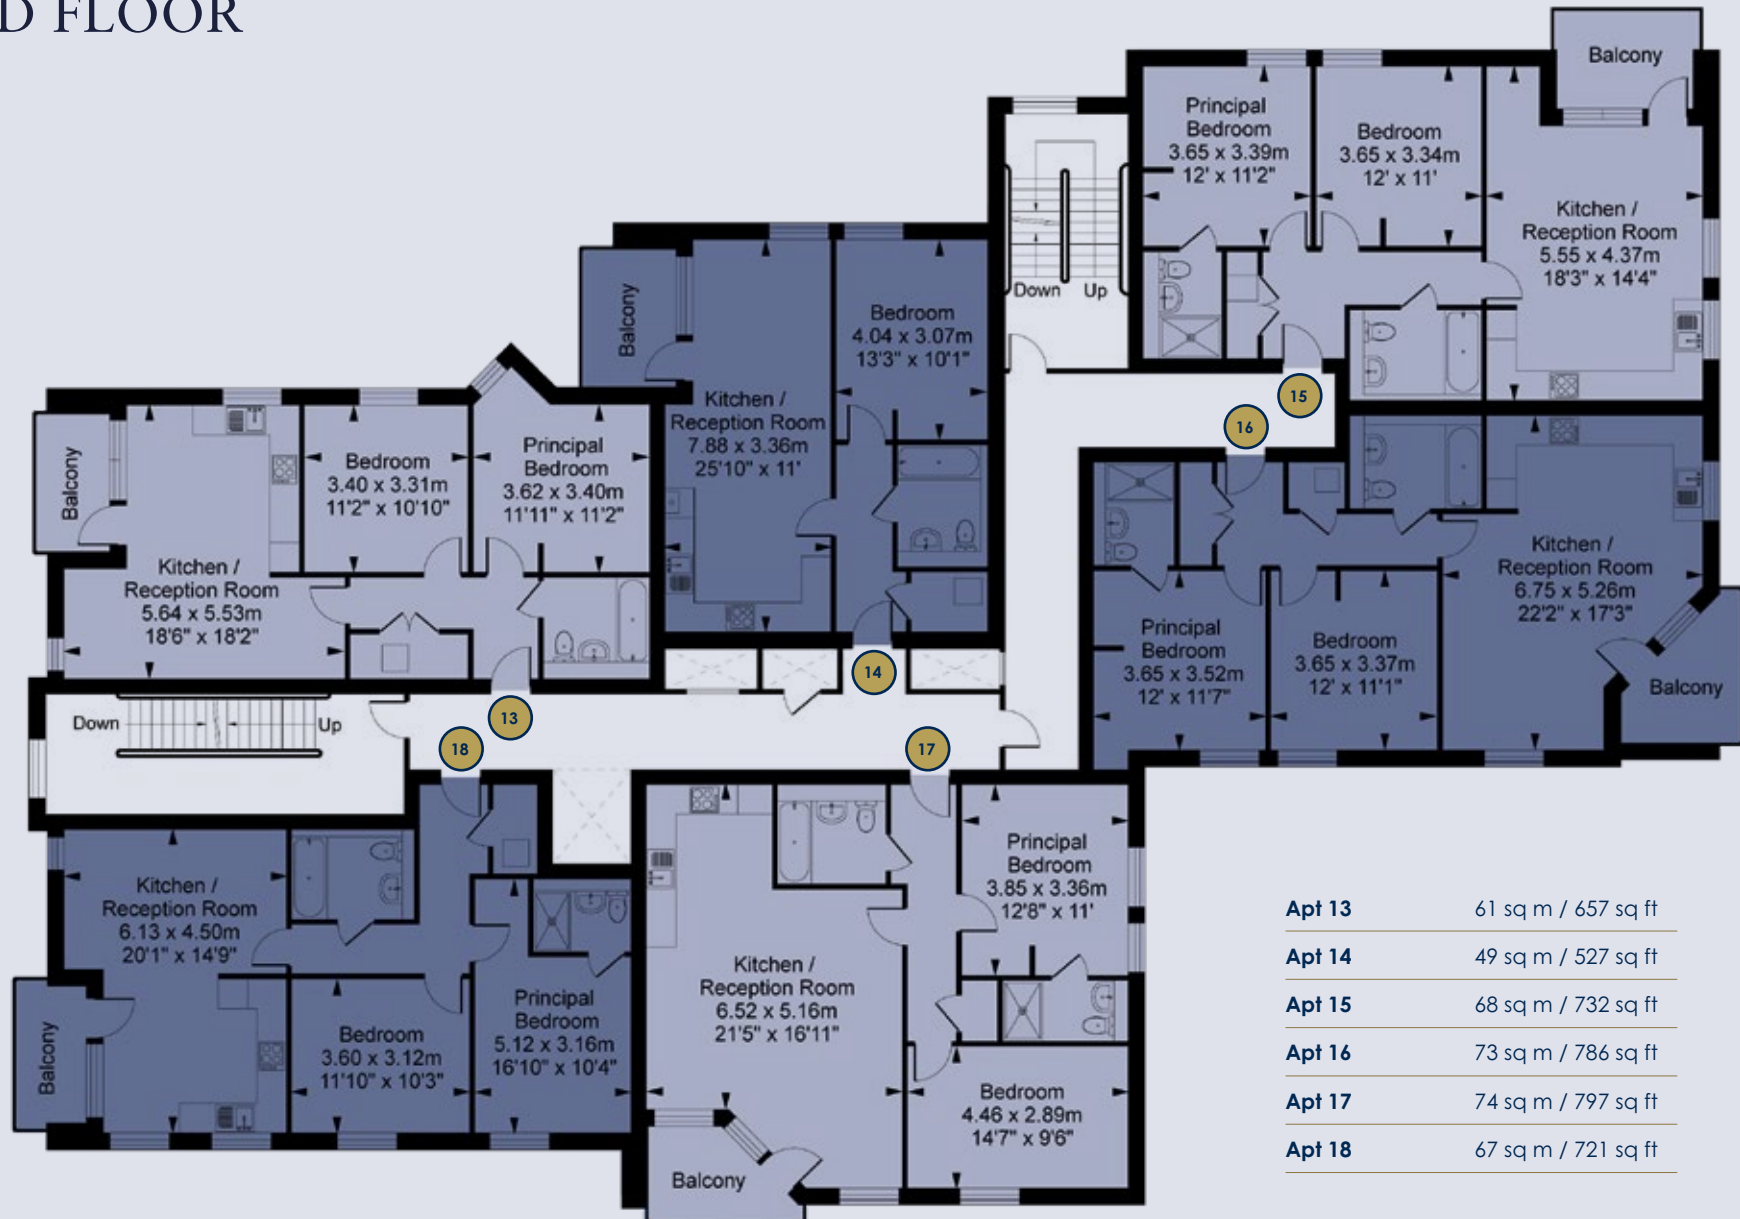 D FLOOR
Balcony
Principal
Bedroom
3.65 x 3.39m
12' x 11'2"
Bedroom
3.65 x 3.34m
12' x 11'
Kitchen /
Reception Room
5.55 x 4.37m
18'3" x 14'4"
Down Up
Balcony
Bedroom
4.04 x 3.07m
13'3" x 10'1"
Kitchen /
Reception Room
7.88 x 3.36m
25'10" x 11'
15
16
Balcony
Kitchen /
Reception Room
5.64 x 5.53m
18'6" x 18'2"
Bedroom
3.40 x 3.31m
11'2" x 10'10"
Principal
Bedroom
3.62 x 3.40m
11'11" x 11'2"
Kitchen /
Reception Room
6.75 x 5.26m
22'2" x 17'3"
Principal
Bedroom
3.65 x 3.52m
12' x 11'7"
Bedroom
3.65 x 3.37m
12' x 11'1"
Balcony
14
13
Down Up
18
17
Kitchen /
Reception Room
6.13 x 4.50m
20'1" x 14'9"
Balcony
Bedroom
3.60 x 3.12m
11'10" x 10'3"
Principal
Bedroom
5.12 x 3.16m
16'10" x 10'4"
Kitchen /
Reception Room
6.52 x 5.16m
21'5" x 16'11"
Principal
Bedroom
3.85 x 3.36m
12'8" x 11'
Bedroom
4.46 x 2.89m
14'7" x 9'6"
Balcony
Apt 13 61 sq m / 657 sq ft
Apt 14 49 sq m / 527 sq ft
Apt 15 68 sq m / 732 sq ft
Apt 16 73 sq m / 786 sq ft
Apt 17 74 sq m / 797 sq ft
Apt 18 67 sq m / 721 sq ft